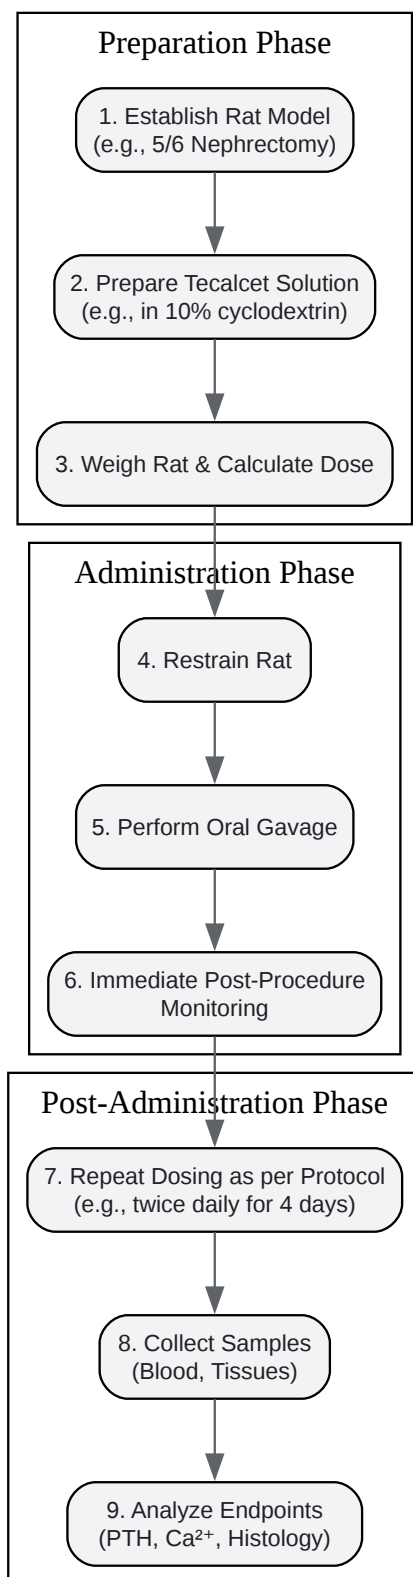 Preparation Phase
1. Establish Rat Model
(e.g., 5/6 Nephrectomy)
2. Prepare Tecalcet Solution
(e.g., in 10% cyclodextrin)
3. Weigh Rat & Calculate Dose
Administration Phase
4. Restrain Rat
5. Perform Oral Gavage
6. Immediate Post-Procedure
Monitoring
Post-Administration Phase
7. Repeat Dosing as per Protocol
(e.g., twice daily for 4 days)
8. Collect Samples
(Blood, Tissues)
9. Analyze Endpoints
(PTH, Ca²⁺, Histology)